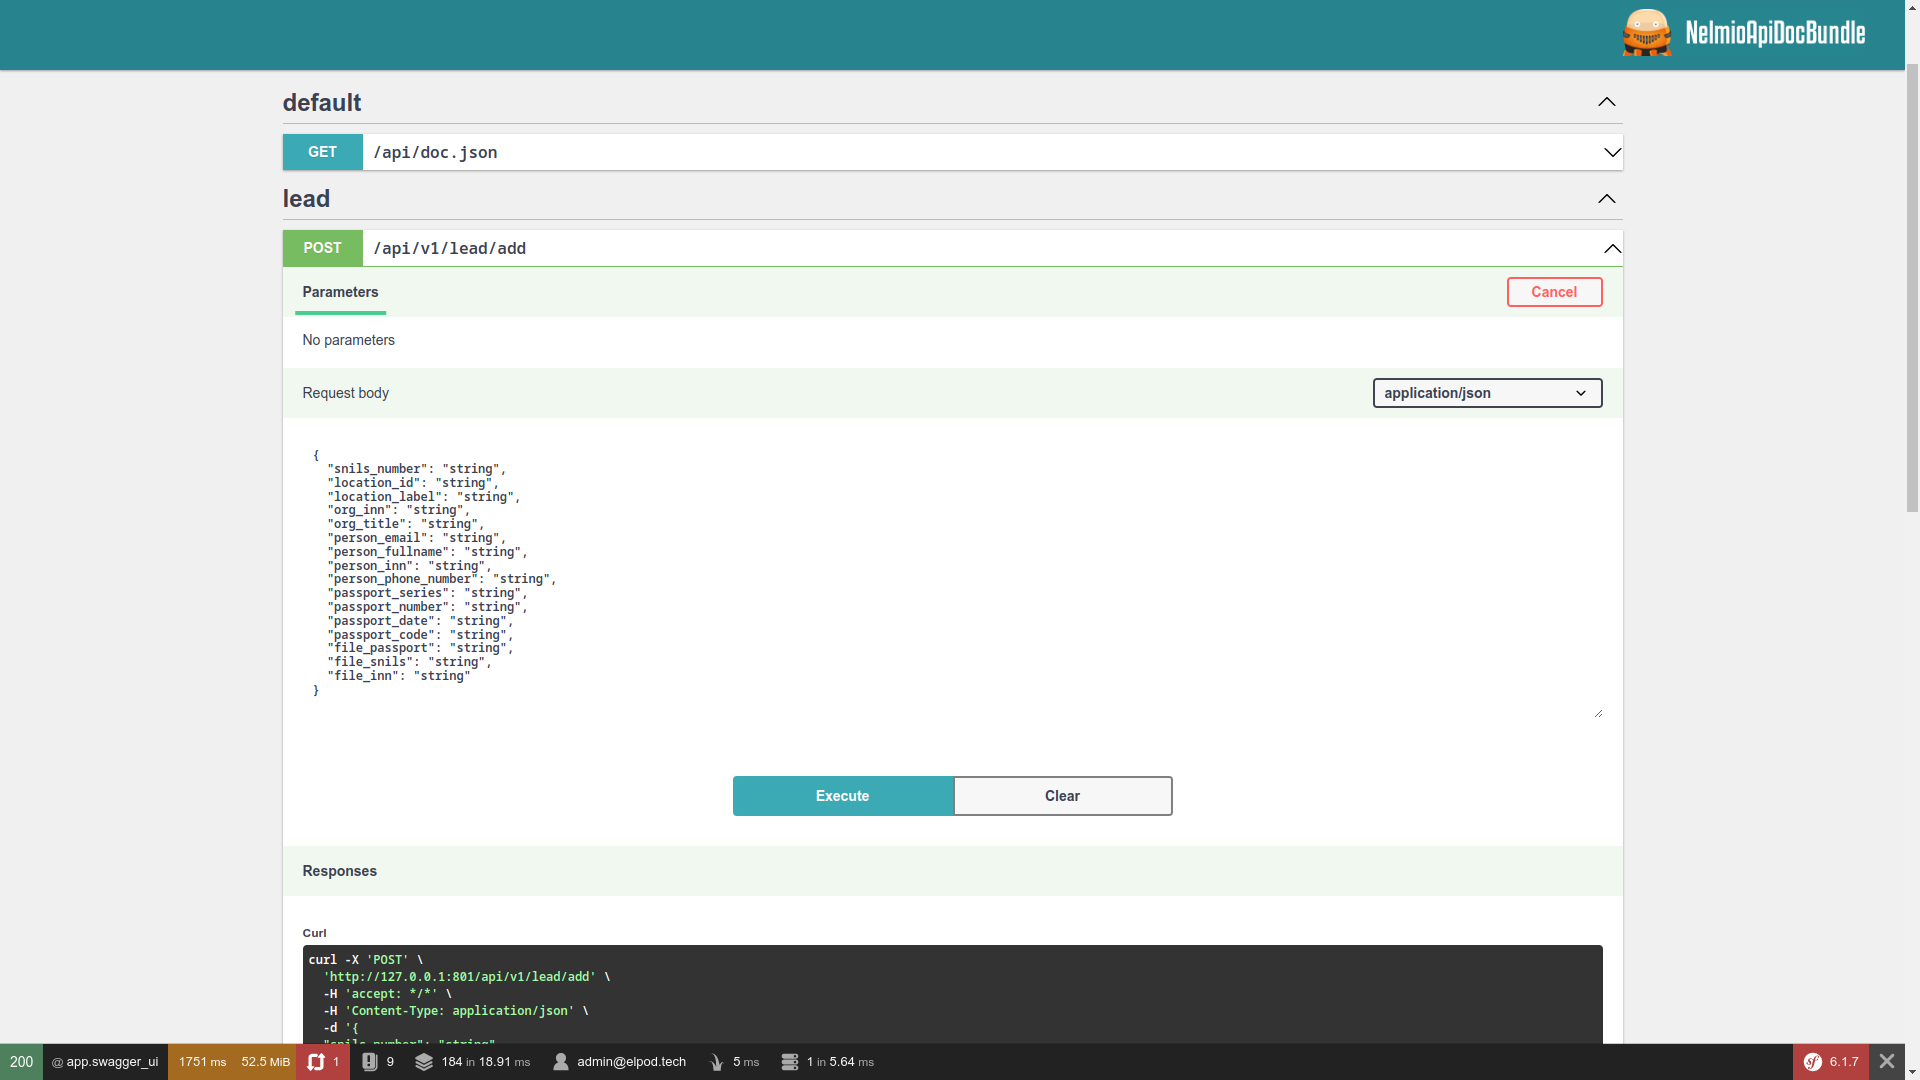 NelmioApiDocBundle
default
GET /api/doc.json
lead
POST /api/v1/lead/add
Parameters
Cancel
No parameters
Request body
application/json
{
"snils_number": "string",
"location_id": "string",
"location_label": "string",
"org_inn": "string",
"org_title": "string",
"person_email": "string",
"person_fullname": "string",
"person_inn": "string",
"person_phone_number": "string",
"passport_series": "string",
"passport_number": "string",
"passport_date": "string",
"passport_code": "string",
"file_passport": "string",
"file_snils": "string",
"file_inn": "string"
}
Execute Clear
Responses
Curl
curl -X 'POST' \
'http://127.0.0.1:801/api/v1/lead/add' \
-H 'accept: */*' \
-H 'Content-Type: application/json' \
-d '{
"snils_number": "string",
200 @ app.swagger_ui 1751 ms 52.5 MiB 1 9 184 in 18.91 ms admin@elpod.tech 5 ms 1 in 5.64 ms sf 6.1.7